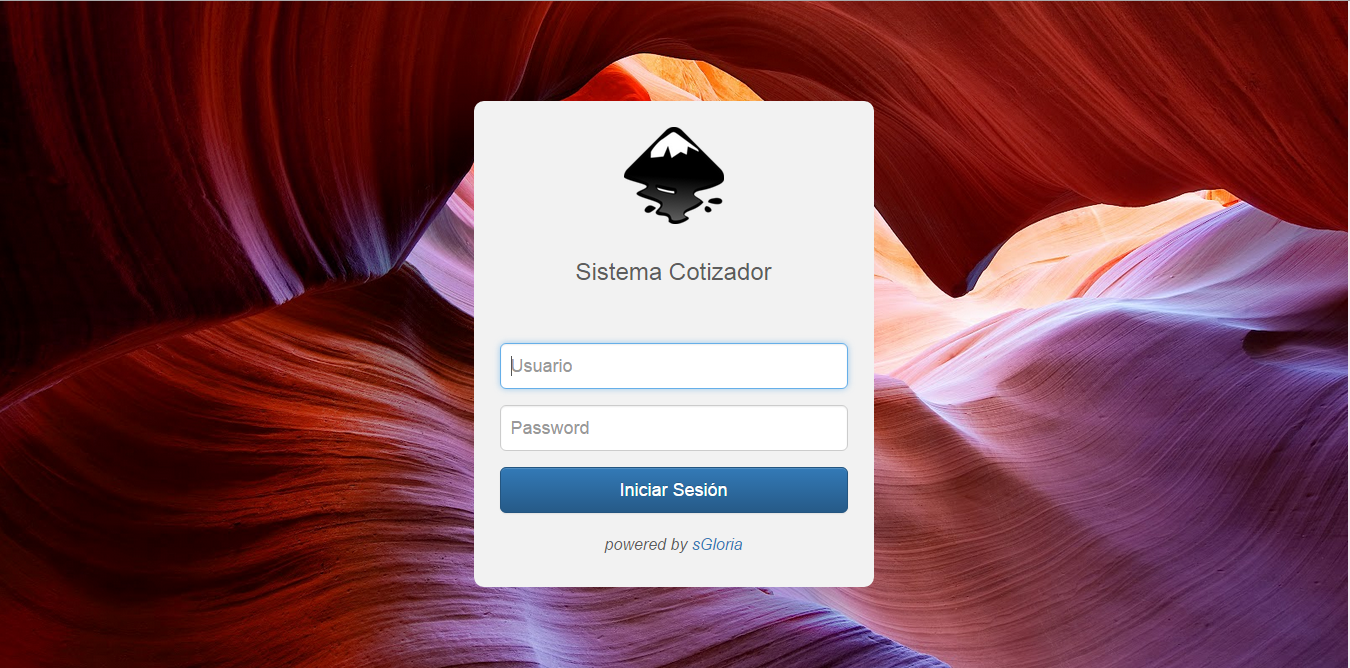 Sistema Cotizador
Usuario
Password
Iniciar Sesión
powered by sGloria